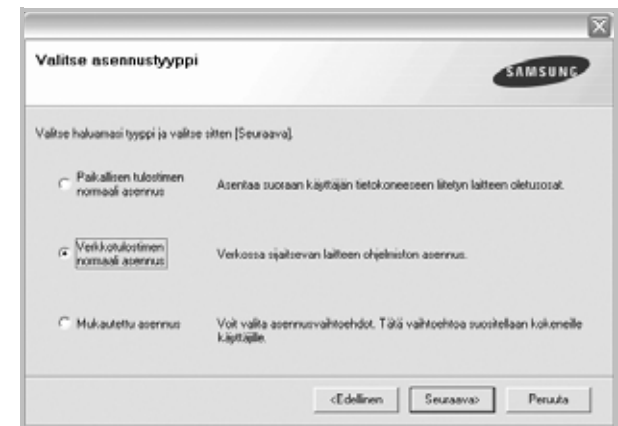 Valitse asennustyyppi
SAMSUNG
Valitse haluamasi tyyppi ja valitse sitten [Seuraava].
Paikallisen tulostimen
normaali asennus
Asentaa suoraan käyttäjän tietokoneeseen liitetyn laitteen oletusosat.
Verkkotulostimen
normaali asennus
Verkossa sijaitsevan laitteen ohjelmiston asennus.
Mukautettu asennus
Voit valita asennusvaihtoehdot. Tätä vaihtoehtoa suositellaan kokeneille
käyttäjille.
<Edellinen
Seuraava>
Peruuta